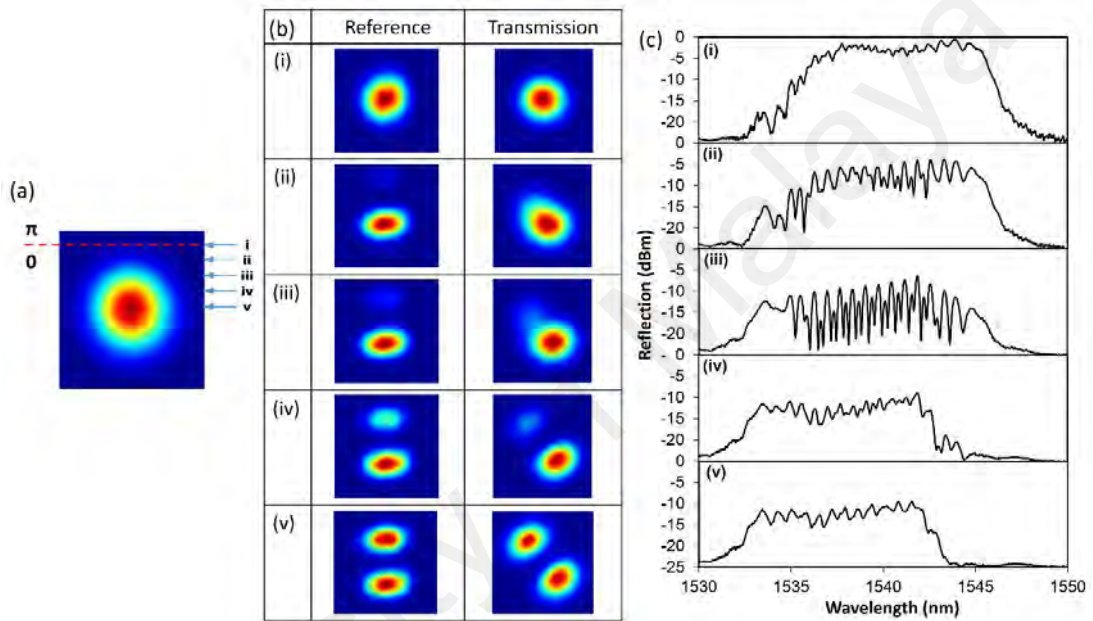 (a)
π
0
i
ii
iii
iv
v
(b) Reference Transmission
(i)
(ii)
(iii)
(iv)
(v)
(c)
Reflection (dBm)
(i)
0
-5
-10
-15
-20
0
(ii)
-5
-10
-15
-20
0
(iii)
-5
-10
-15
-20
0
(iv)
-5
-10
-15
-20
0
(v)
-5
-10
-15
-20
-25
1530 1535 1540 1545 1550
Wavelength (nm)
Malaya